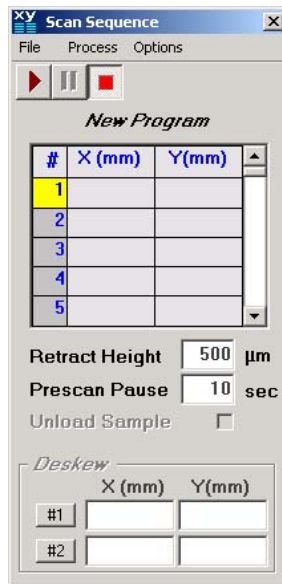 xy Scan Sequence
File Process Options
New Program
# X (mm) Y(mm)
1
2
3
4
5
Retract Height 500 µm
Prescan Pause 10 sec
Unload Sample
Deskew
X (mm) Y(mm)
#1
#2